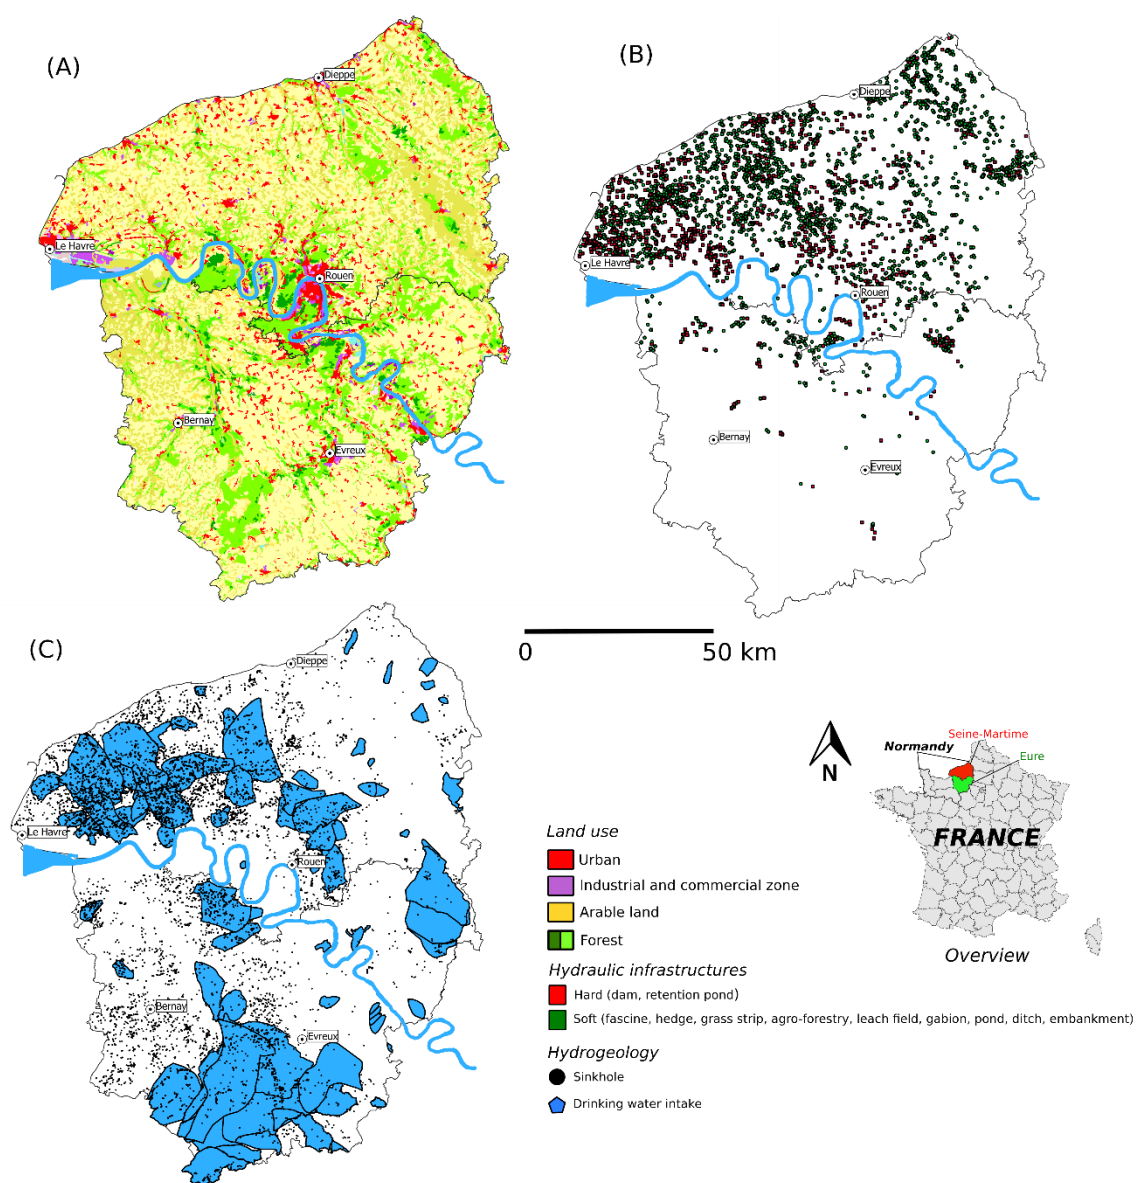 (A)
Dieppe
Le Havre
Rouen
Bernay
Evreux
(B)
Dieppe
Le Havre
Rouen
Bernay
Evreux
(C)
Dieppe
Le Havre
Rouen
Bernay
Evreux
0 50 km
N
Seine-Martime
Normandy
Eure
FRANCE
Overview
Land use
Urban
Industrial and commercial zone
Arable land
Forest
Hydraulic infrastructures
Hard (dam, retention pond)
Soft (fascine, hedge, grass strip, agro-forestry, leach field, gabion, pond, ditch, embankment)
Hydrogeology
Sinkhole
Drinking water intake